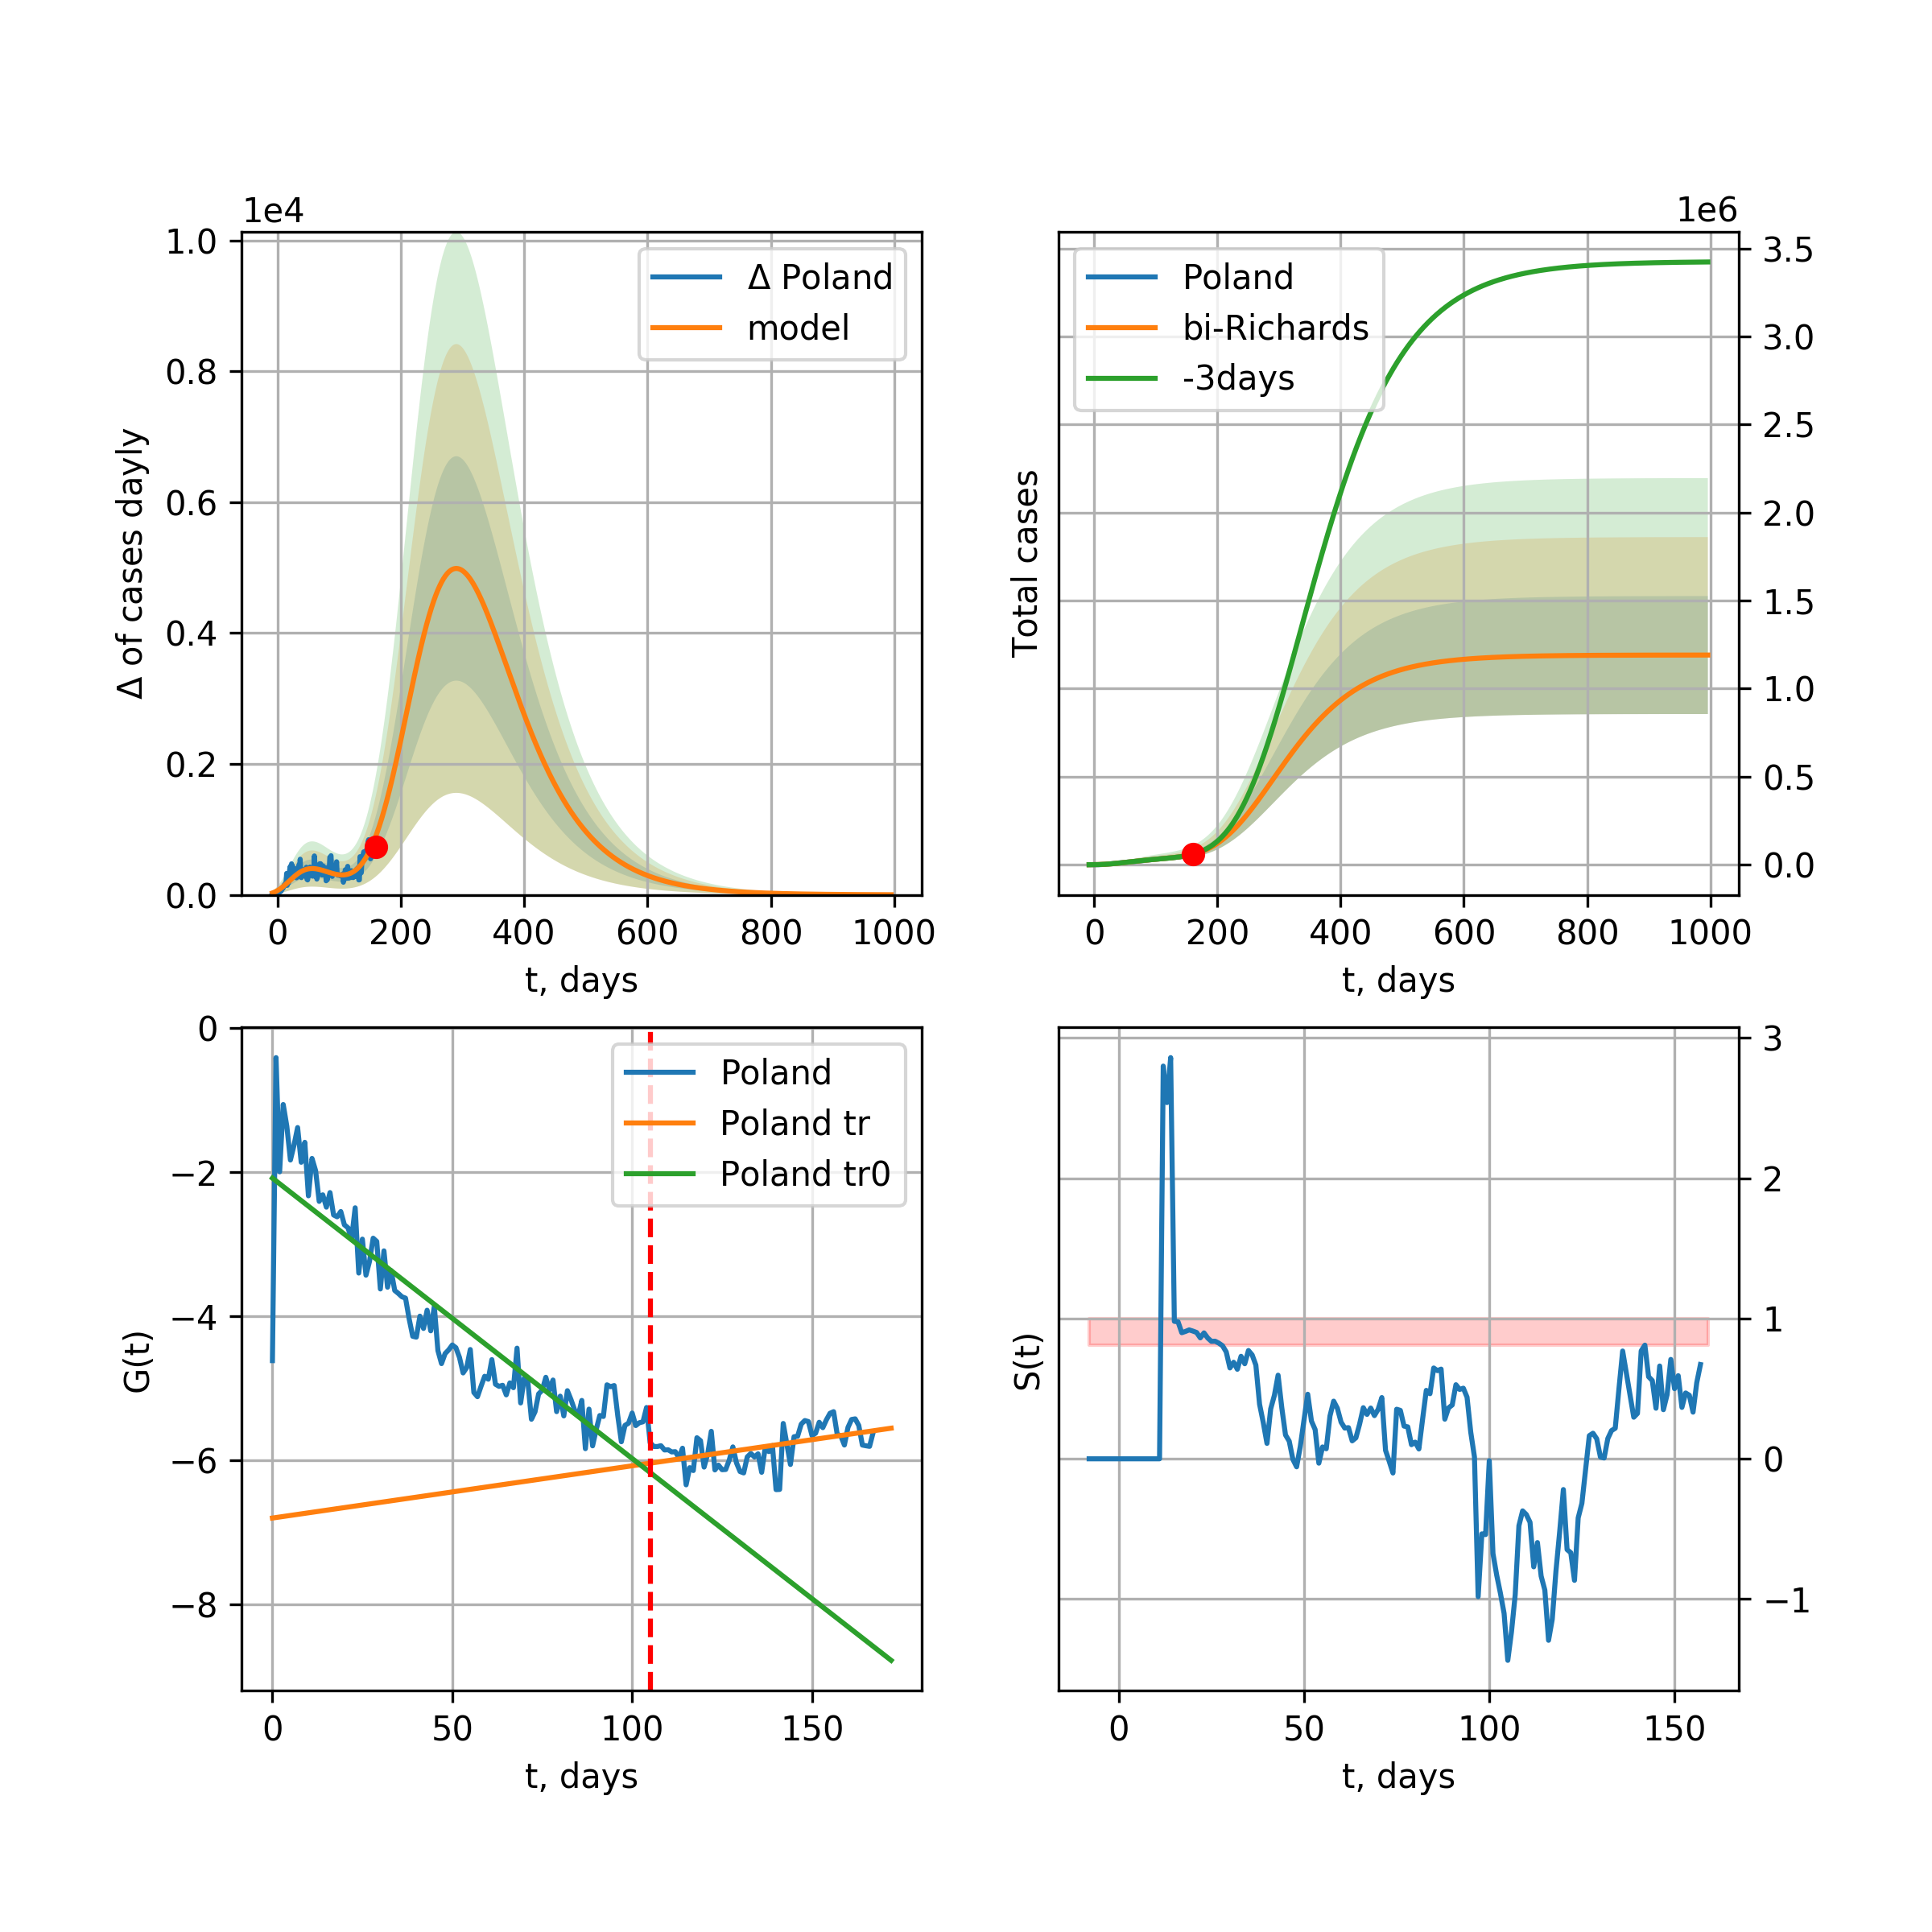 1e4
1.0
0.8
0.6
0.4
0.2
0.0
Δ of cases dayly
Δ Poland
model
0 200 400 600 800 1000
t, days
1e6
3.5
3.0
2.5
2.0
1.5
1.0
0.5
0.0
Total cases
Poland
bi-Richards
-3days
0 200 400 600 800 1000
t, days
0
−2
−4
−6
−8
G(t)
Poland
Poland tr
Poland tr0
0 50 100 150
t, days
3
2
1
0
−1
S(t)
0 50 100 150
t, days